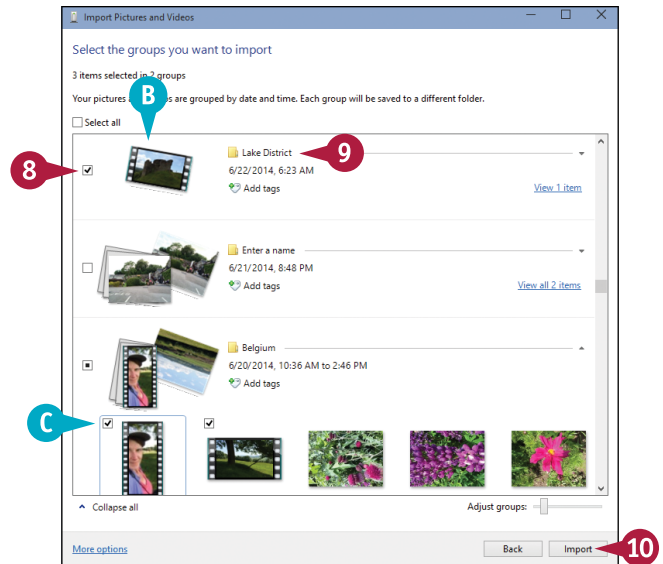 Import Pictures and Videos
Select the groups you want to import
3 items selected in 2 groups
Your pictures are grouped by date and time. Each group will be saved to a different folder.
B
Select all
8
Lake District
9
6/22/2014, 6:23 AM
Add tags
View 1 item
Enter a name
6/21/2014, 8:48 PM
Add tags
View all 2 items
Belgium
6/20/2014, 10:36 AM to 2:46 PM
Add tags
C
Collapse all
Adjust groups:
More options
Back
Import
10